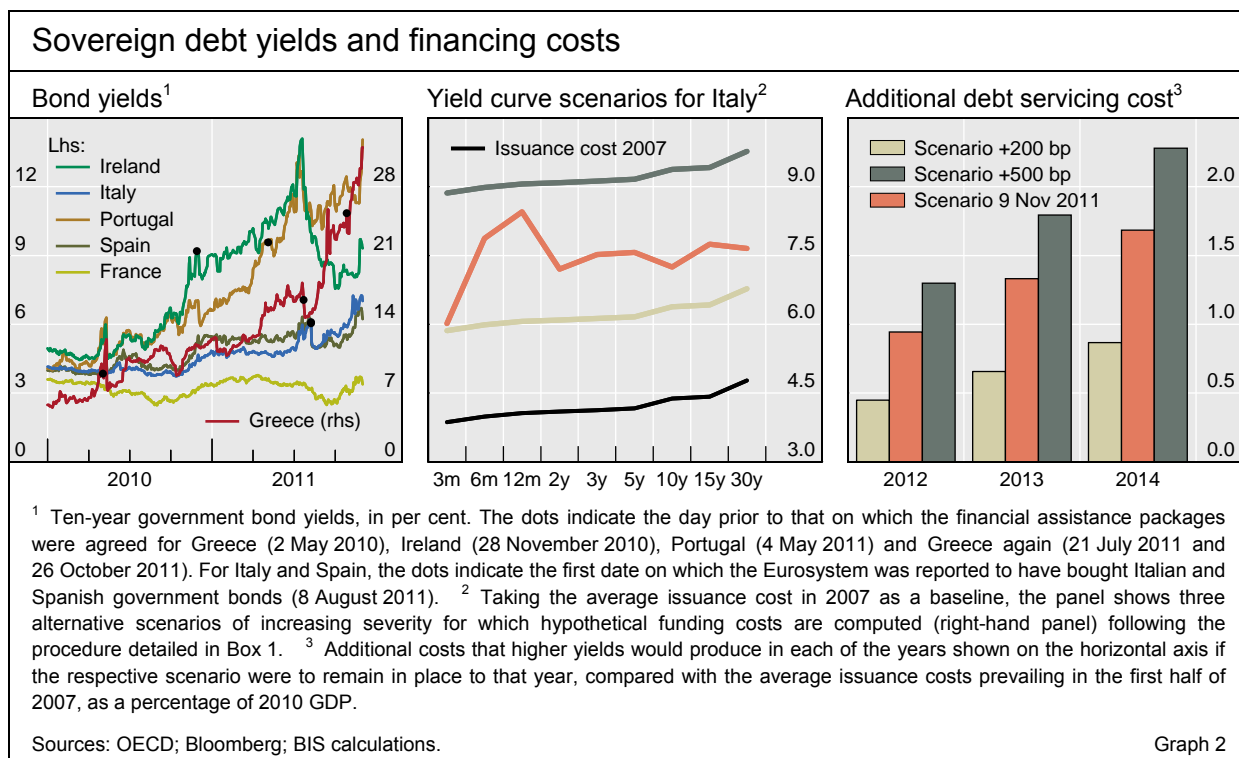 Sovereign debt yields and financing costs
Bond yields1
Lhs:
Ireland
Italy
Portugal
Spain
France
Greece (rhs)
12
9
6
3
0
28
21
14
7
0
2010
2011
Yield curve scenarios for Italy2
Issuance cost 2007
9.0
7.5
6.0
4.5
3.0
3m 6m 12m 2y 3y 5y 10y 15y 30y
Additional debt servicing cost3
Scenario +200 bp
Scenario +500 bp
Scenario 9 Nov 2011
2.0
1.5
1.0
0.5
0.0
2012
2013
2014
1 Ten-year government bond yields, in per cent. The dots indicate the day prior to that on which the financial assistance packages
were agreed for Greece (2 May 2010), Ireland (28 November 2010), Portugal (4 May 2011) and Greece again (21 July 2011 and
26 October 2011). For Italy and Spain, the dots indicate the first date on which the Eurosystem was reported to have bought Italian and
Spanish government bonds (8 August 2011). 2 Taking the average issuance cost in 2007 as a baseline, the panel shows three
alternative scenarios of increasing severity for which hypothetical funding costs are computed (right-hand panel) following the
procedure detailed in Box 1. 3 Additional costs that higher yields would produce in each of the years shown on the horizontal axis if
the respective scenario were to remain in place to that year, compared with the average issuance costs prevailing in the first half of
2007, as a percentage of 2010 GDP.
Sources: OECD; Bloomberg; BIS calculations.
Graph 2